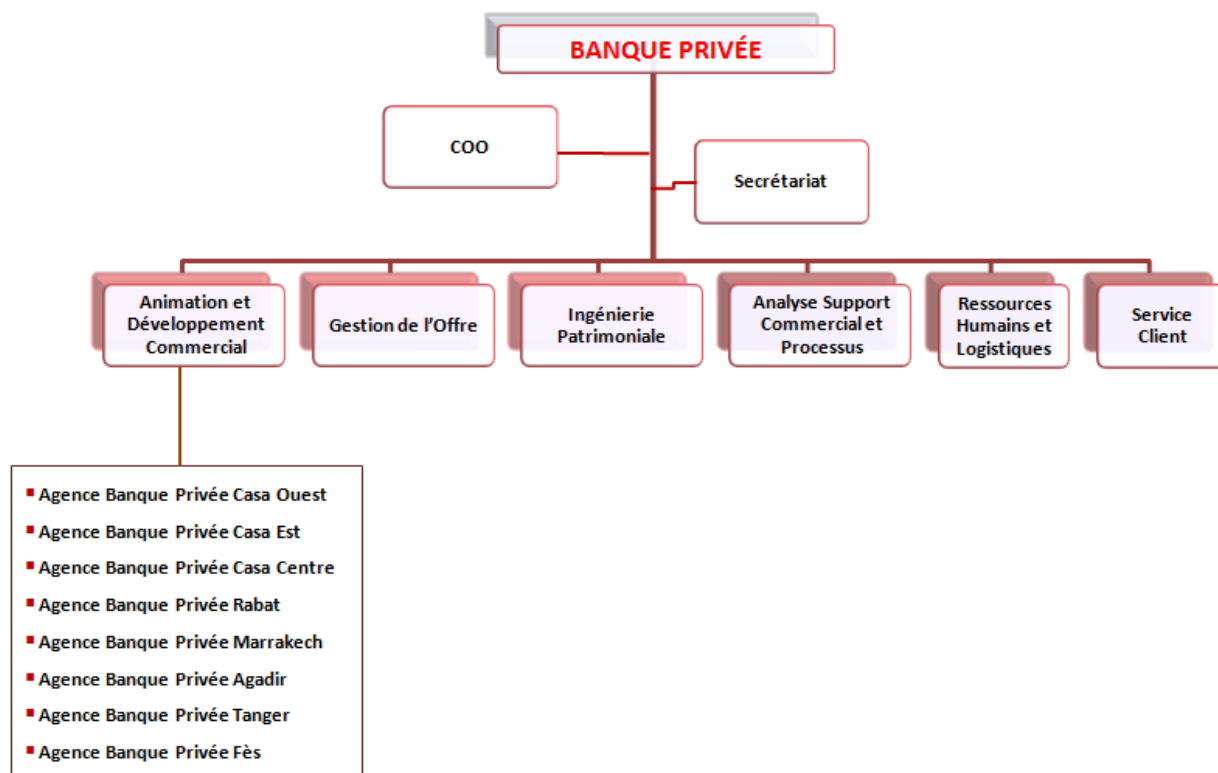 BANQUE PRIVÉE
COO
Secrétariat
Animation et
Développement
Commercial
Gestion de l'Offre
Ingénierie
Patrimoniale
Analyse Support
Commercial et
Processus
Ressources
Humains et
Logistiques
Service
Client
Agence Banque Privée Casa Ouest
Agence Banque Privée Casa Est
Agence Banque Privée Casa Centre
Agence Banque Privée Rabat
Agence Banque Privée Marrakech
Agence Banque Privée Agadir
Agence Banque Privée Tanger
Agence Banque Privée Fès